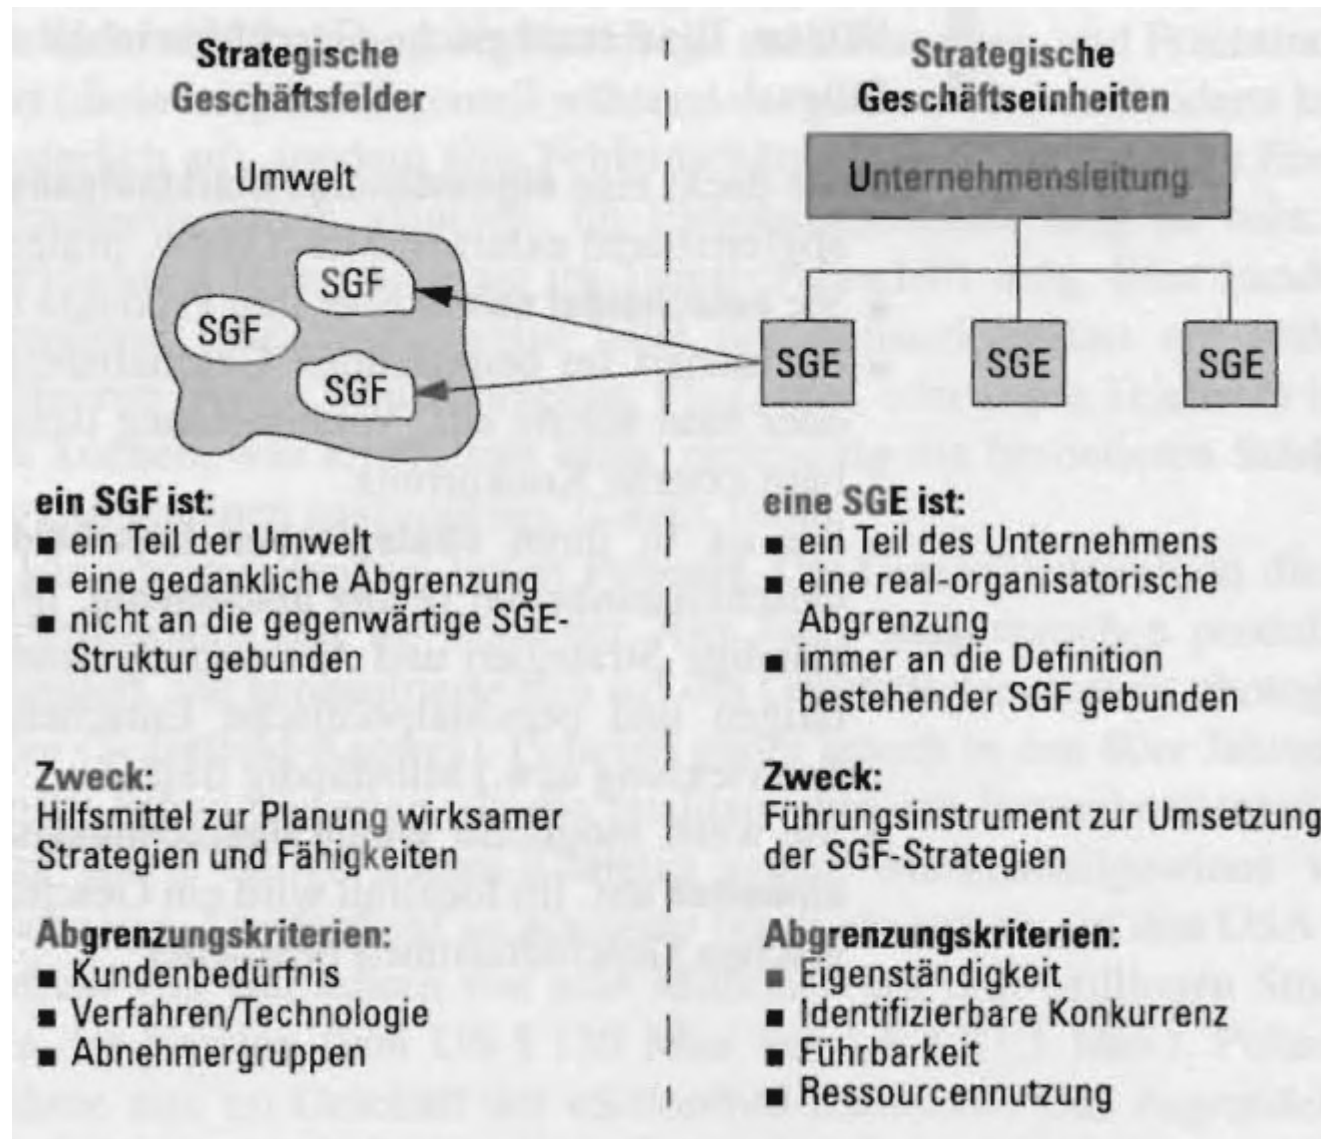 Strategische
Geschäftsfelder
Umwelt
SGF
SGF
SGF
ein SGF ist:
■ ein Teil der Umwelt
■ eine gedankliche Abgrenzung
■ nicht an die gegenwärtige SGE-
Struktur gebunden
Zweck:
Hilfsmittel zur Planung wirksamer
Strategien und Fähigkeiten
Abgrenzungskriterien:
■ Kundenbedürfnis
■ Verfahren/Technologie
■ Abnehmergruppen
Strategische
Geschäftseinheiten
Unternehmensleitung
SGE
SGE
SGE
eine SGE ist:
■ ein Teil des Unternehmens
■ eine real-organisatorische
Abgrenzung
■ immer an die Definition
bestehender SGF gebunden
Zweck:
Führungsinstrument zur Umsetzung
der SGF-Strategien
Abgrenzungskriterien:
■ Eigenständigkeit
■ Identifizierbare Konkurrenz
■ Führbarkeit
■ Ressourcennutzung